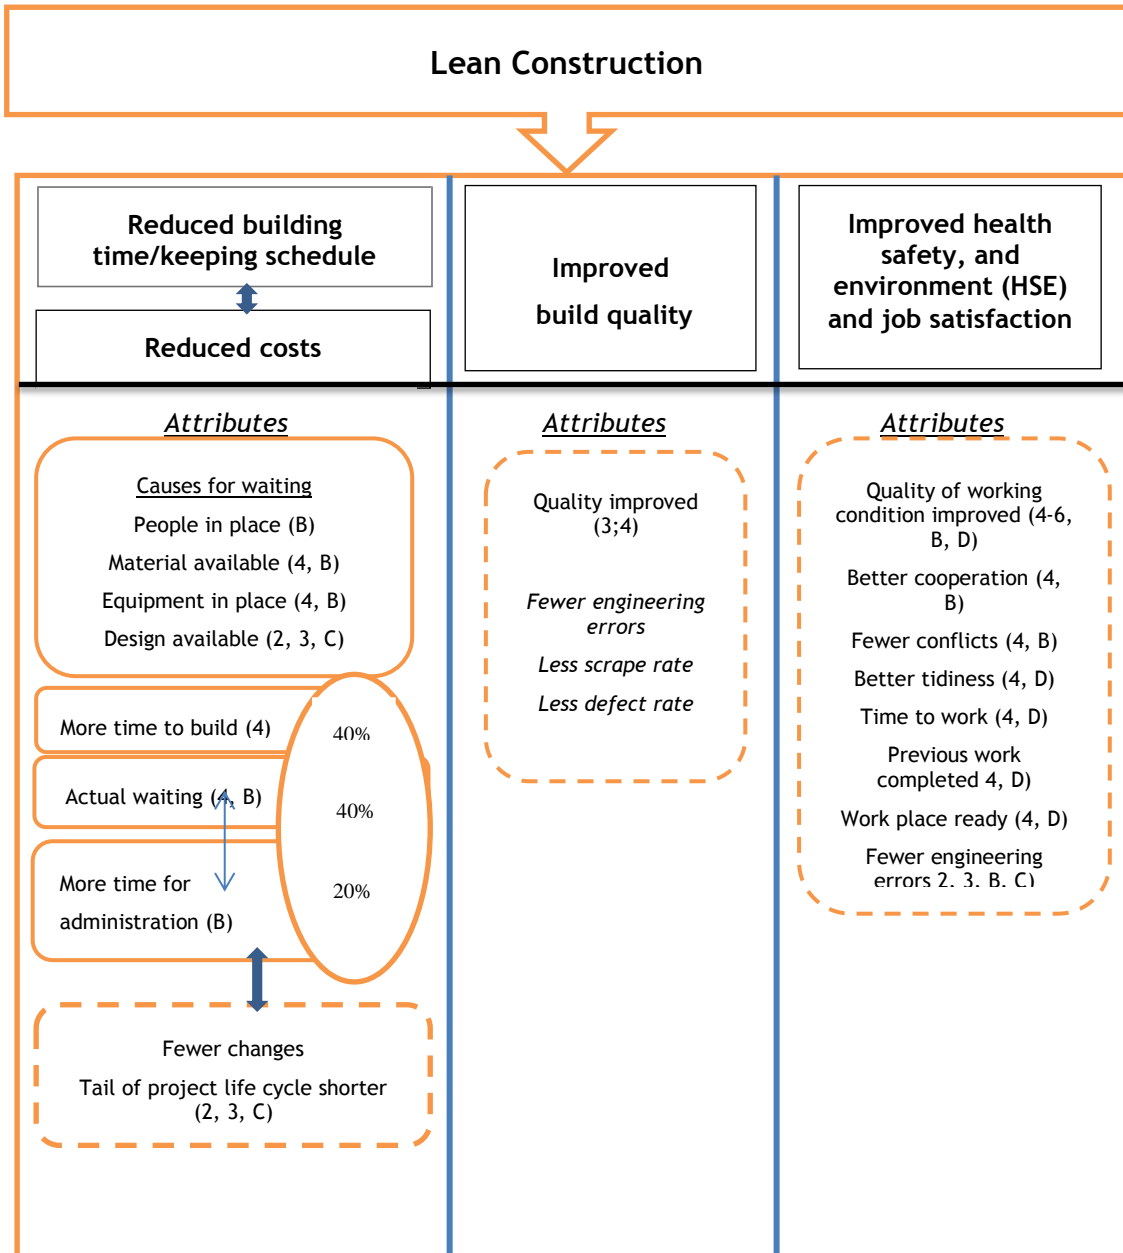 Lean Construction
Reduced building
time/keeping schedule
Reduced costs
Attributes
Causes for waiting
People in place (B)
Material available (4, B)
Equipment in place (4, B)
Design available (2, 3, C)
More time to build (4)
40%
Actual waiting (4, B)
40%
More time for
administration (B)
20%
Fewer changes
Tail of project life cycle shorter
(2, 3, C)
Improved
build quality
Attributes
Quality improved
(3;4)
Fewer engineering
errors
Less scrape rate
Less defect rate
Improved health
safety, and
environment (HSE)
and job satisfaction
Attributes
Quality of working
condition improved (4-6,
B, D)
Better cooperation (4,
B)
Fewer conflicts (4, B)
Better tidiness (4, D)
Time to work (4, D)
Previous work
completed 4, D)
Work place ready (4, D)
Fewer engineering
errors 2, 3, B, C)